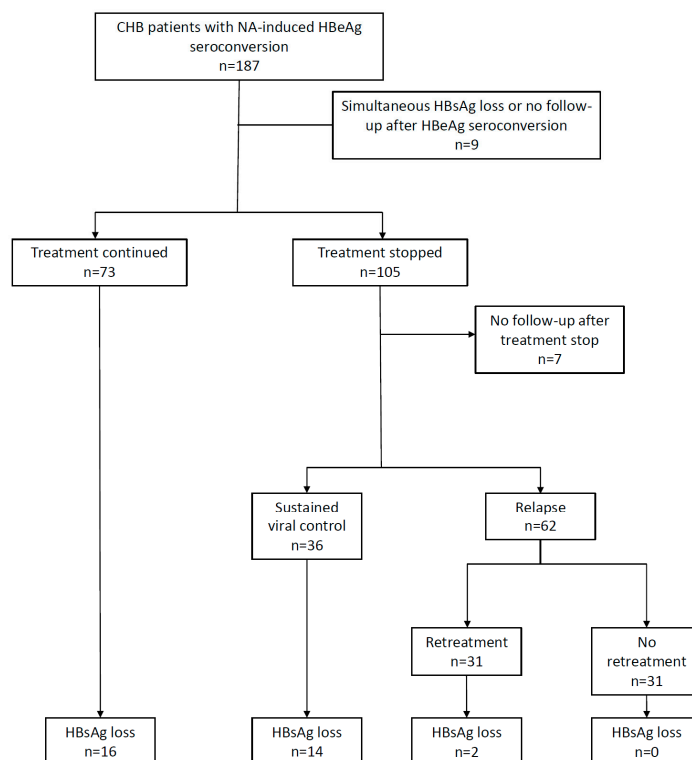 CHB patients with NA-induced HBeAg
seroconversion
n=187
Simultaneous HBsAg loss or no follow-
up after HBeAg seroconversion
n=9
Treatment continued
n=73
Treatment stopped
n=105
No follow-up after
treatment stop
n=7
Sustained
viral control
n=36
Relapse
n=62
Retreatment
n=31
No
retreatment
n=31
HBsAg loss
n=16
HBsAg loss
n=14
HBsAg loss
n=2
HBsAg loss
n=0